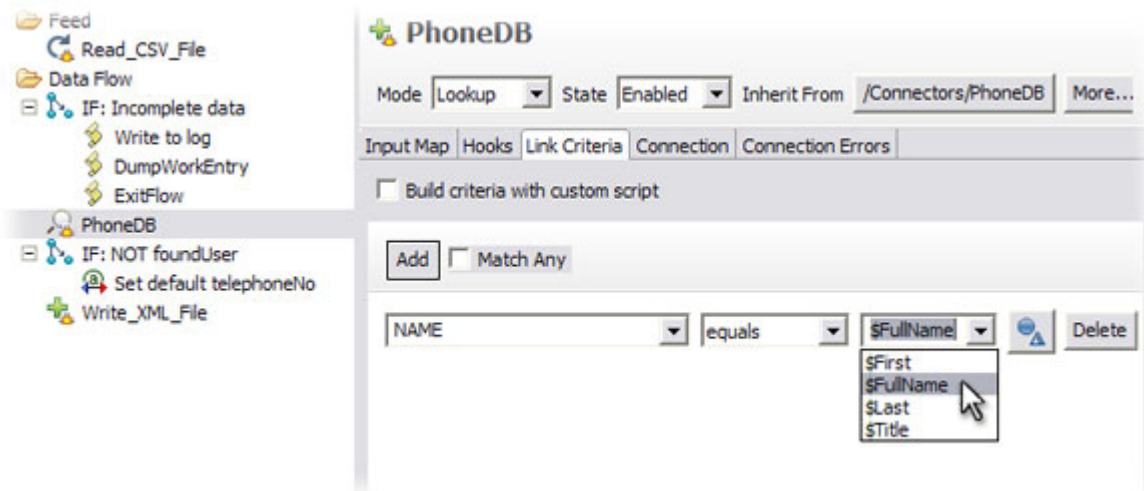 Feed
Read_CSV_File
Data Flow
IF: Incomplete data
Write to log
DumpWorkEntry
ExitFlow
PhoneDB
IF: NOT foundUser
Set default telephoneNo
Write_XML_File
PhoneDB
Mode Lookup State Enabled Inherit From /Connectors/PhoneDB More...
Input Map Hooks Link Criteria Connection Connection Errors
Build criteria with custom script
Add Match Any
NAME equals $FullName Delete
$First
$FullName
$Last
$Title